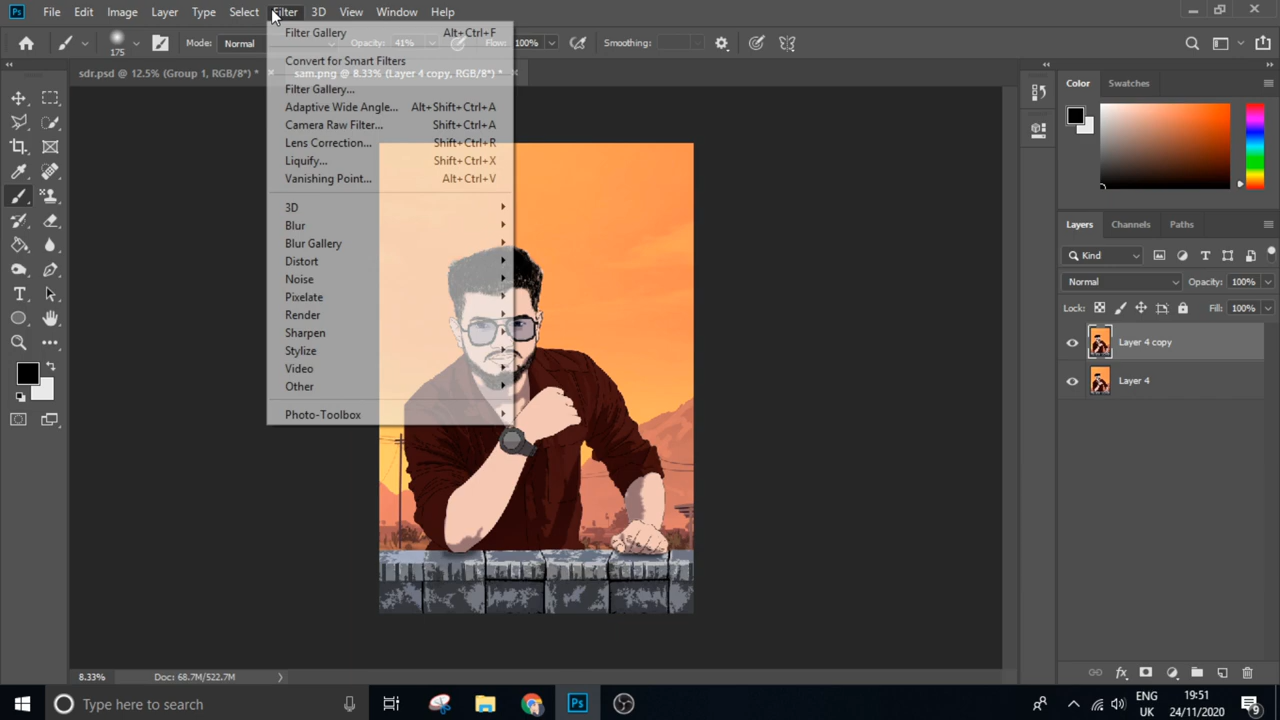 Ps File Edit Image Layer Type Select Filter 3D View Window Help
175 Mode: Normal Opacity: 41% Flow: 100% Smoothing:
sdr.psd @ 12.5% (Group 1, RGB/8*) * × sam.png @ 8.33% (Layer 4 copy, RGB/8*) * ×
Filter Gallery Alt+Ctrl+F
Convert for Smart Filters
Filter Gallery...
Adaptive Wide Angle... Alt+Shift+Ctrl+A
Camera Raw Filter... Shift+Ctrl+A
Lens Correction... Shift+Ctrl+R
Liquify... Shift+Ctrl+X
Vanishing Point... Alt+Ctrl+V
3D
Blur
Blur Gallery
Distort
Noise
Pixelate
Render
Sharpen
Stylize
Video
Other
Photo-Toolbox
Color Swatches
Layers Channels Paths
Kind
Normal Opacity: 100%
Lock: Fill: 100%
Layer 4 copy
Layer 4
8.33% Doc: 68.7M/522.7M
Type here to search
Ps
ENG 19:51
UK 24/11/2020 9